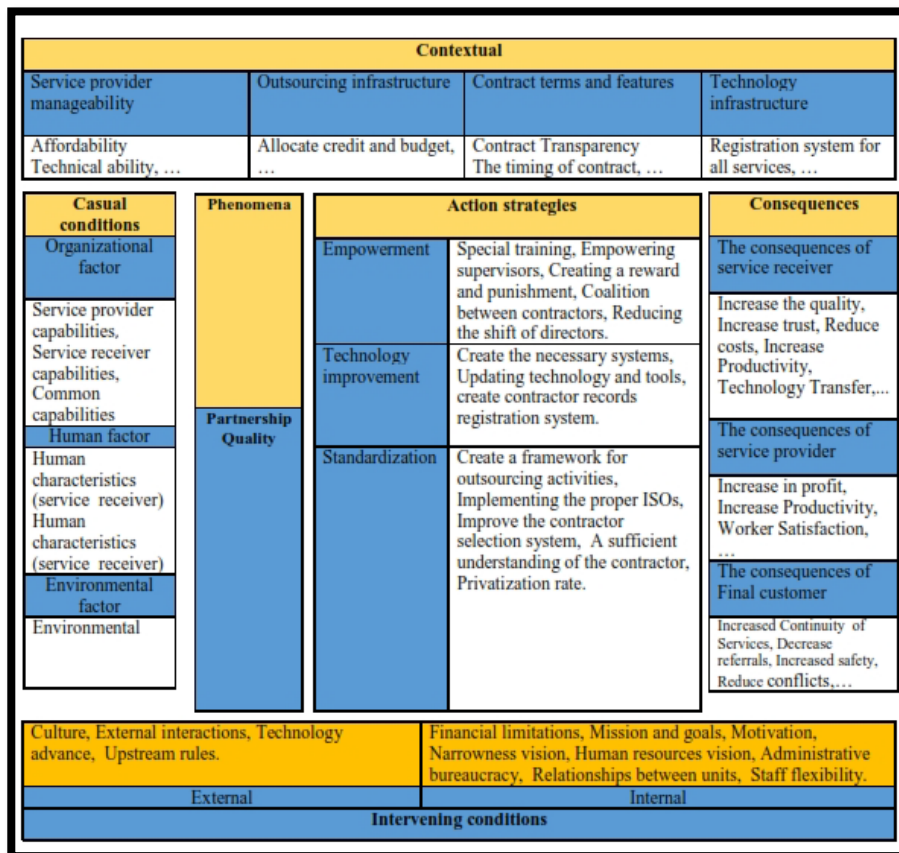 Contextual
Service provider manageability
Outsourcing infrastructure
Contract terms and features
Technology infrastructure
Affordability
Technical ability, …
Allocate credit and budget,
…
Contract Transparency
The timing of contract, …
Registration system for
all services, …
Casual
conditions
Organizational
factor
Service provider
capabilities,
Service receiver
capabilities,
Common
capabilities
Human factor
Human
characteristics
(service receiver)
Human
characteristics
(service receiver)
Environmental
factor
Environmental
Phenomena
Partnership
Quality
Action strategies
Empowerment
Special training, Empowering
supervisors, Creating a reward
and punishment, Coalition
between contractors, Reducing
the shift of directors.
Technology
improvement
Create the necessary systems,
Updating technology and tools,
create contractor records
registration system.
Standardization
Create a framework for
outsourcing activities,
Implementing the proper ISOs,
Improve the contractor
selection system, A sufficient
understanding of the contractor,
Privatization rate.
Consequences
The consequences of
service receiver
Increase the quality,
Increase trust, Reduce
costs, Increase
Productivity,
Technology Transfer,...
The consequences of
service provider
Increase in profit,
Increase Productivity,
Worker Satisfaction,
…
The consequences of
Final customer
Increased Continuity of
Services, Decrease
referrals, Increased safety,
Reduce conflicts,…
Culture, External interactions, Technology
advance, Upstream rules.
Financial limitations, Mission and goals, Motivation,
Narrowness vision, Human resources vision, Administrative
bureaucracy, Relationships between units, Staff flexibility.
External
Internal
Intervening conditions